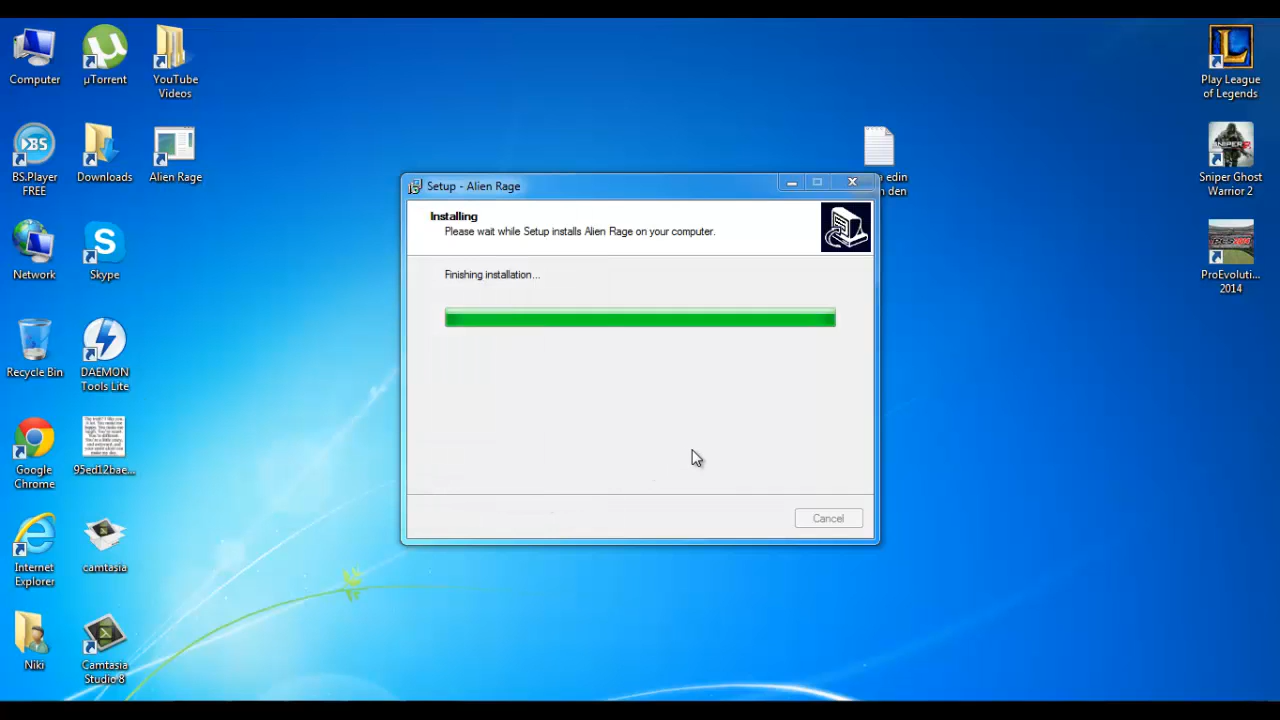 Computer
µTorrent
YouTube
Videos
Play League
of Legends
BS.Player
FREE
Downloads
Alien Rage
edin
den
Sniper Ghost
Warrior 2
Setup - Alien Rage
Installing
Please wait while Setup installs Alien Rage on your computer.
Finishing installation...
Network
Skype
ProEvoluti...
2014
Recycle Bin
DAEMON
Tools Lite
Google
Chrome
95ed12bae...
Internet
Explorer
camtasia
Cancel
Niki
Camtasia
Studio 8